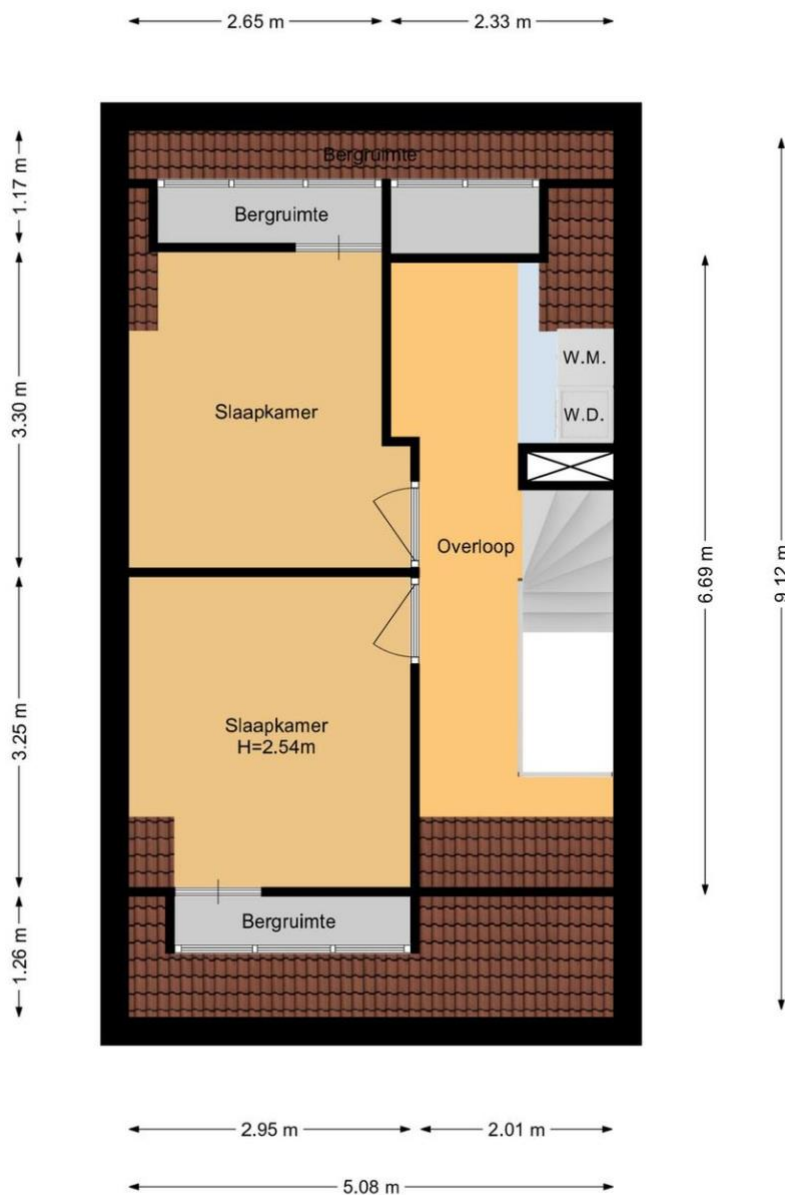 2.65 m
2.33 m
1.17 m
3.30 m
3.25 m
1.26 m
Bergruimte
Bergruimte
Slaapkamer
W.M.
W.D.
Overloop
Slaapkamer
H=2.54m
Bergruimte
6.69 m
9.12 m
2.95 m
2.01 m
5.08 m